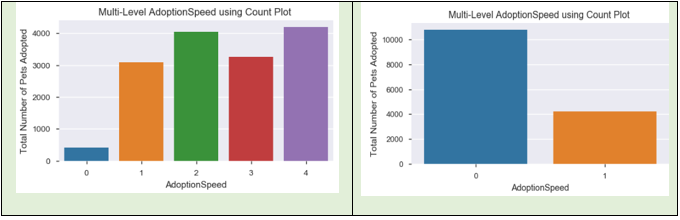 Multi-Level AdoptionSpeed using Count Plot
4000
3000
2000
1000
0
Total Number of Pets Adopted
0 1 2 3 4
AdoptionSpeed
Multi-Level AdoptionSpeed using Count Plot
10000
8000
6000
4000
2000
0
Total Number of Pets Adopted
0 1
AdoptionSpeed